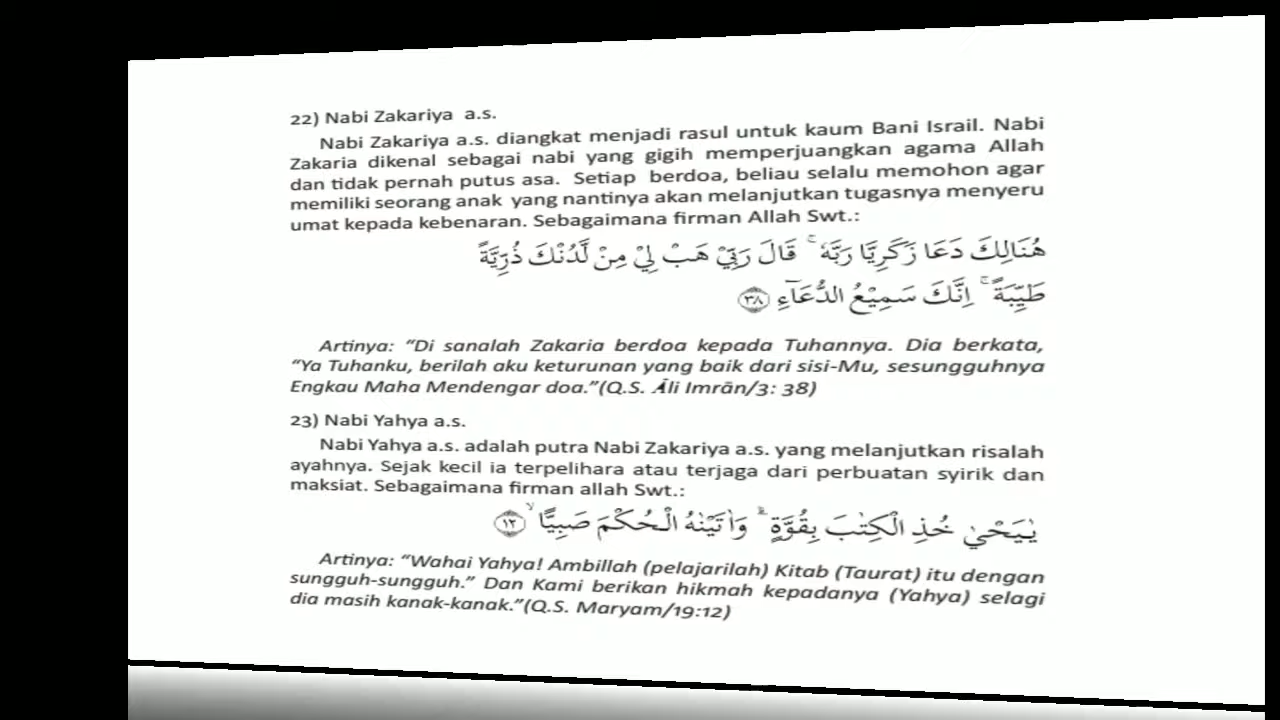 22) Nabi Zakariya a.s.
Nabi Zakariya a.s. diangkat menjadi rasul untuk kaum Bani Israil. Nabi
Zakaria dikenal sebagai nabi yang gigih memperjuangkan agama Allah
dan tidak pernah putus asa. Setiap berdoa, beliau selalu memohon agar
memiliki seorang anak yang nantinya akan melanjutkan tugasnya menyeru
umat kepada kebenaran. Sebagaimana firman Allah Swt.:
هُنَالِكَ دَعَا زَكَرِيَّا رَبَّهٗ ۚ قَالَ رَبِّ هَبْ لِيْ مِنْ لَّدُنْكَ ذُرِّيَّةً
طَيِّبَةً ۚ اِنَّكَ سَمِيْعُ الدُّعَاۤءِ ٣٨
Artinya: “Di sanalah Zakaria berdoa kepada Tuhannya. Dia berkata,
“Ya Tuhanku, berilah aku keturunan yang baik dari sisi-Mu, sesungguhnya
Engkau Maha Mendengar doa.”(Q.S. Āli Imrān/3: 38)
23) Nabi Yahya a.s.
Nabi Yahya a.s. adalah putra Nabi Zakariya a.s. yang melanjutkan risalah
ayahnya. Sejak kecil ia terpelihara atau terjaga dari perbuatan syirik dan
maksiat. Sebagaimana firman allah Swt.:
يٰيَحْيٰى خُذِ الْكِتٰبَ بِقُوَّةٍ ۗ وَاٰتَيْنٰهُ الْحُكْمَ صَبِيًّا ۙ ١٢
Artinya: “Wahai Yahya! Ambillah (pelajarilah) Kitab (Taurat) itu dengan
sungguh-sungguh.” Dan Kami berikan hikmah kepadanya (Yahya) selagi
dia masih kanak-kanak.”(Q.S. Maryam/19:12)